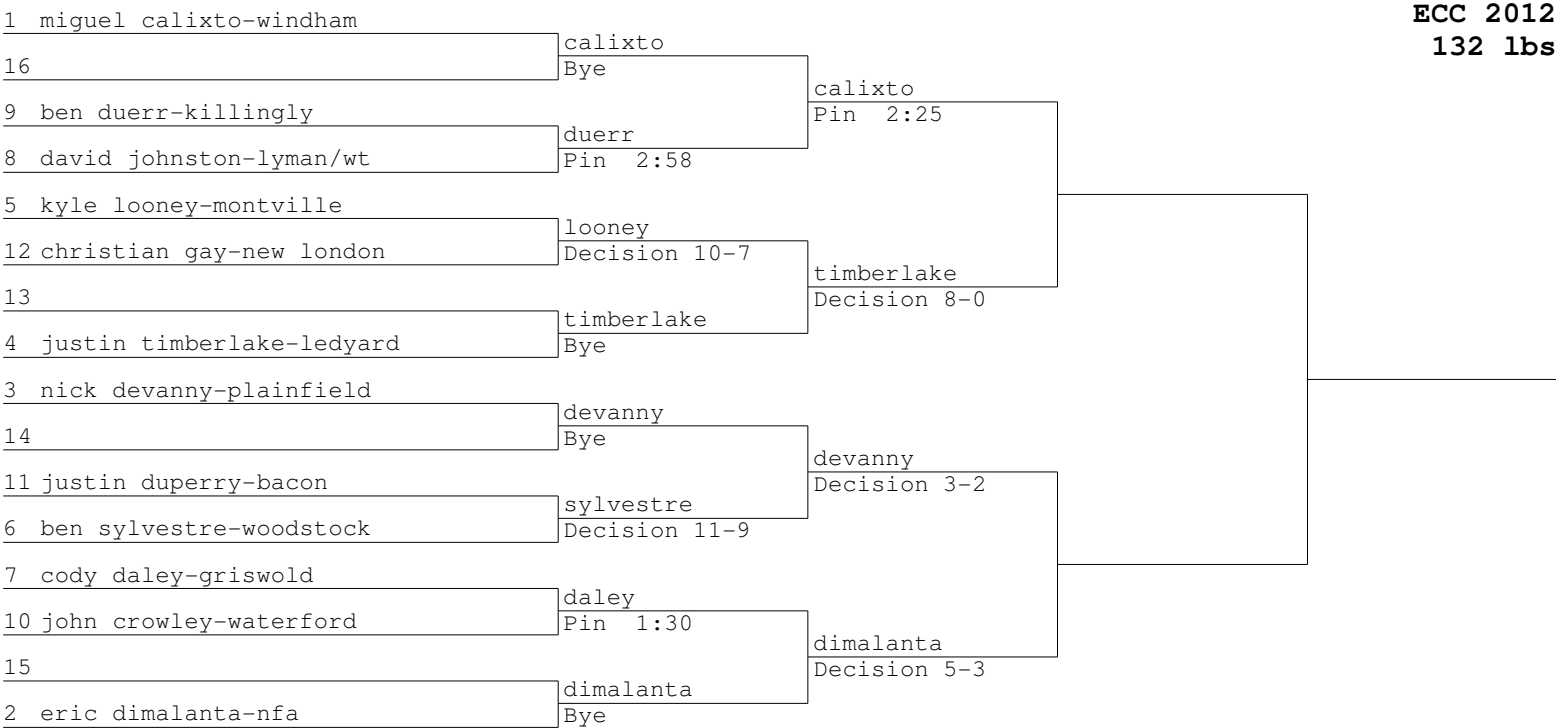 ECC 2012
132 lbs
1 miguel calixto-windham
16
9 ben duerr-killingly
8 david johnston-lyman/wt
5 kyle looney-montville
12 christian gay-new london
13
4 justin timberlake-ledyard
3 nick devanny-plainfield
14
11 justin duperry-bacon
6 ben sylvestre-woodstock
7 cody daley-griswold
10 john crowley-waterford
15
2 eric dimalanta-nfa
calixto
Bye
duerr
Pin 2:58
looney
Decision 10-7
timberlake
Bye
devanny
Bye
sylvestre
Decision 11-9
daley
Pin 1:30
dimalanta
Bye
calixto
Pin 2:25
timberlake
Decision 8-0
devanny
Decision 3-2
dimalanta
Decision 5-3